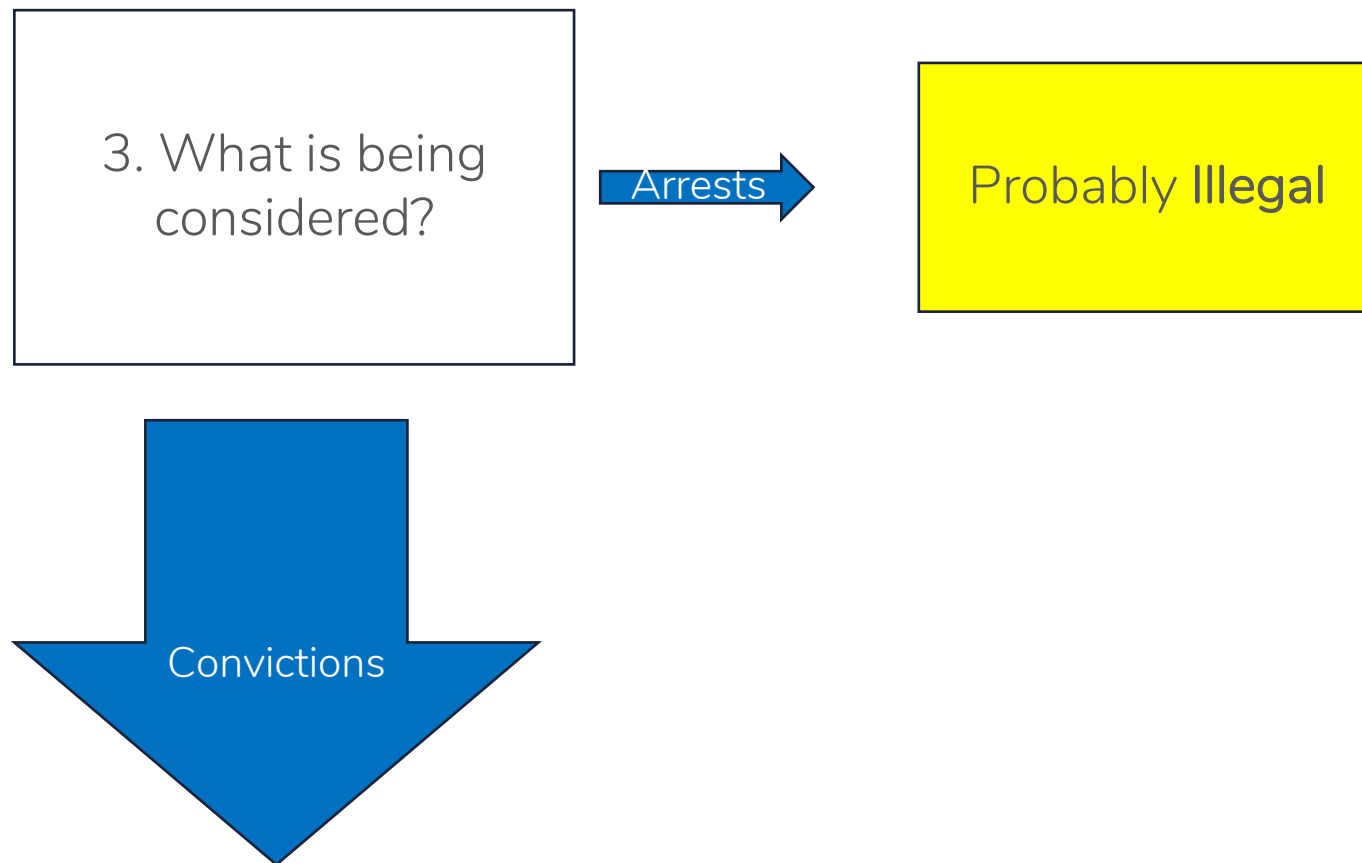 3. What is being
considered?
Arrests
Probably Illegal
Convictions